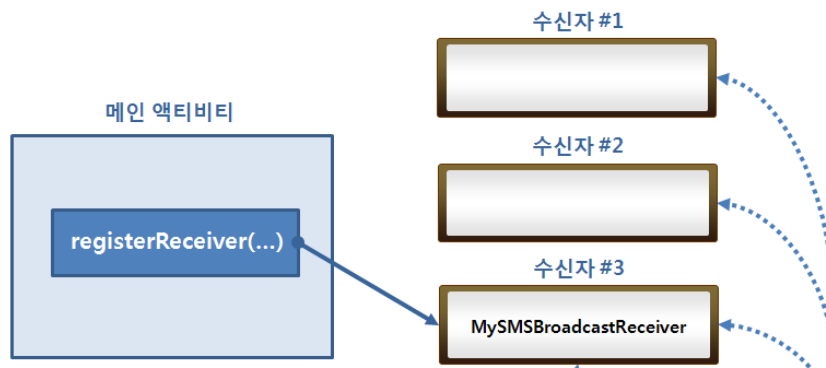 수신자 #1
메인 액티비티
수신자 #2
registerReceiver(...)
수신자 #3
MySMSBroadcastReceiver